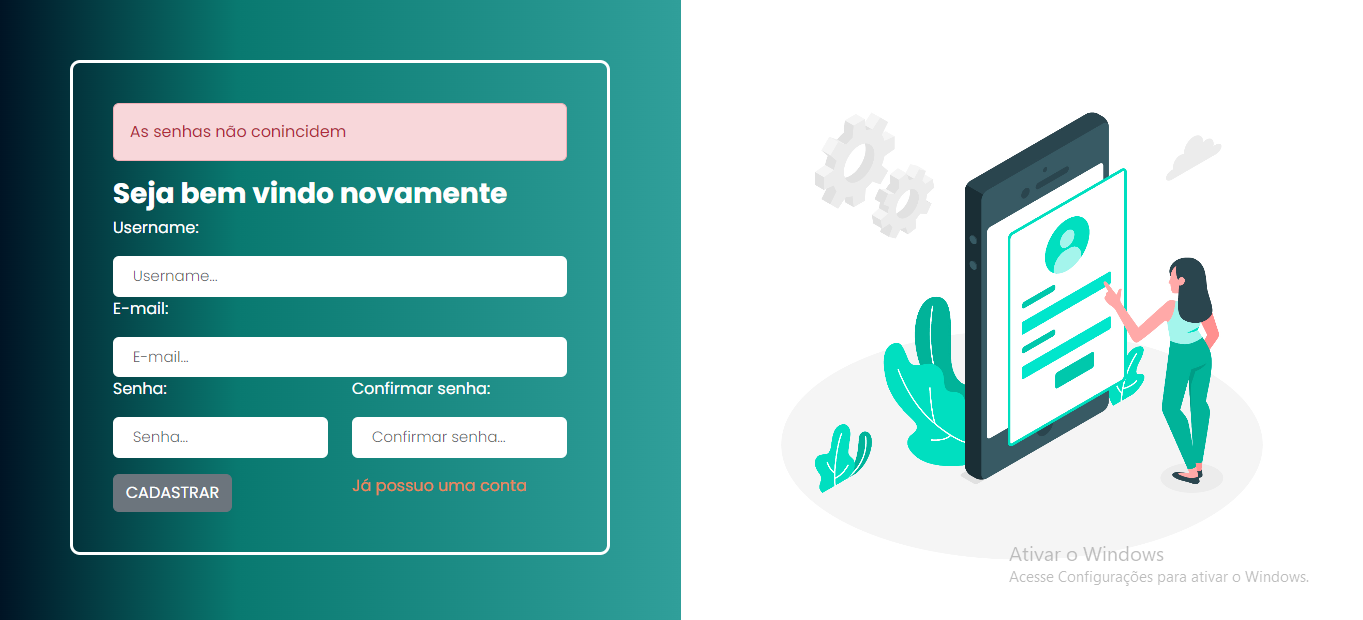 As senhas não conincidem
Seja bem vindo novamente
Username:
Username...
E-mail:
E-mail...
Senha:
Confirmar senha:
Senha...
Confirmar senha...
CADASTRAR
Já possuo uma conta
Ativar o Windows
Acesse Configurações para ativar o Windows.